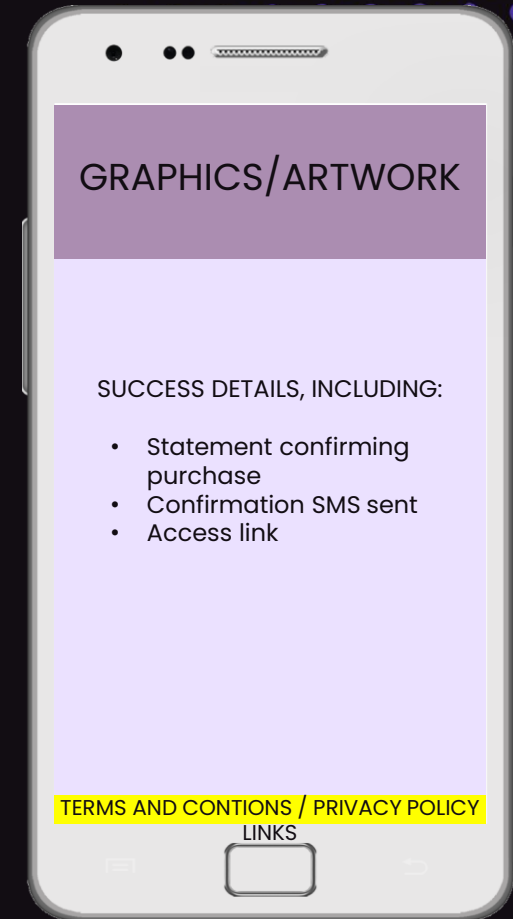 GRAPHICS/ARTWORK
SUCCESS DETAILS, INCLUDING:
• Statement confirming
purchase
• Confirmation SMS sent
• Access link
TERMS AND CONTIONS / PRIVACY POLICY
LINKS